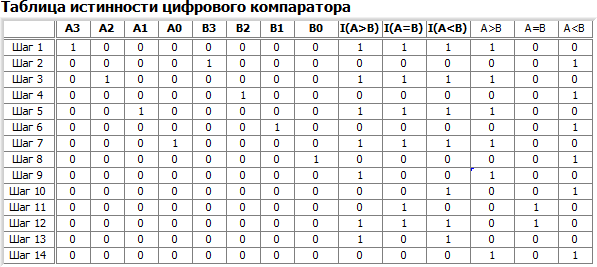 Таблица истинности цифрового компаратора
A3 A2 A1 A0 B3 B2 B1 B0 I(A>B) I(A=B) I(A<B) A>B A=B A<B
Шаг 1 1 0 0 0 0 0 0 0 1 1 1 1 0 0
Шаг 2 0 0 0 0 1 0 0 0 0 0 0 0 0 1
Шаг 3 0 1 0 0 0 0 0 0 1 1 1 1 0 0
Шаг 4 0 0 0 0 0 1 0 0 0 0 0 0 0 1
Шаг 5 0 0 1 0 0 0 0 0 1 1 1 1 0 0
Шаг 6 0 0 0 0 0 0 1 0 0 0 0 0 0 1
Шаг 7 0 0 0 1 0 0 0 0 1 1 1 1 0 0
Шаг 8 0 0 0 0 0 0 0 1 0 0 0 0 0 1
Шаг 9 0 0 0 0 0 0 0 0 1 0 0 1 0 0
Шаг 10 0 0 0 0 0 0 0 0 0 0 1 0 0 1
Шаг 11 0 0 0 0 0 0 0 0 0 1 0 0 1 0
Шаг 12 0 0 0 0 0 0 0 0 1 1 1 0 1 0
Шаг 13 0 0 0 0 0 0 0 0 1 0 1 0 0 0
Шаг 14 0 0 0 0 0 0 0 0 0 0 0 1 0 1